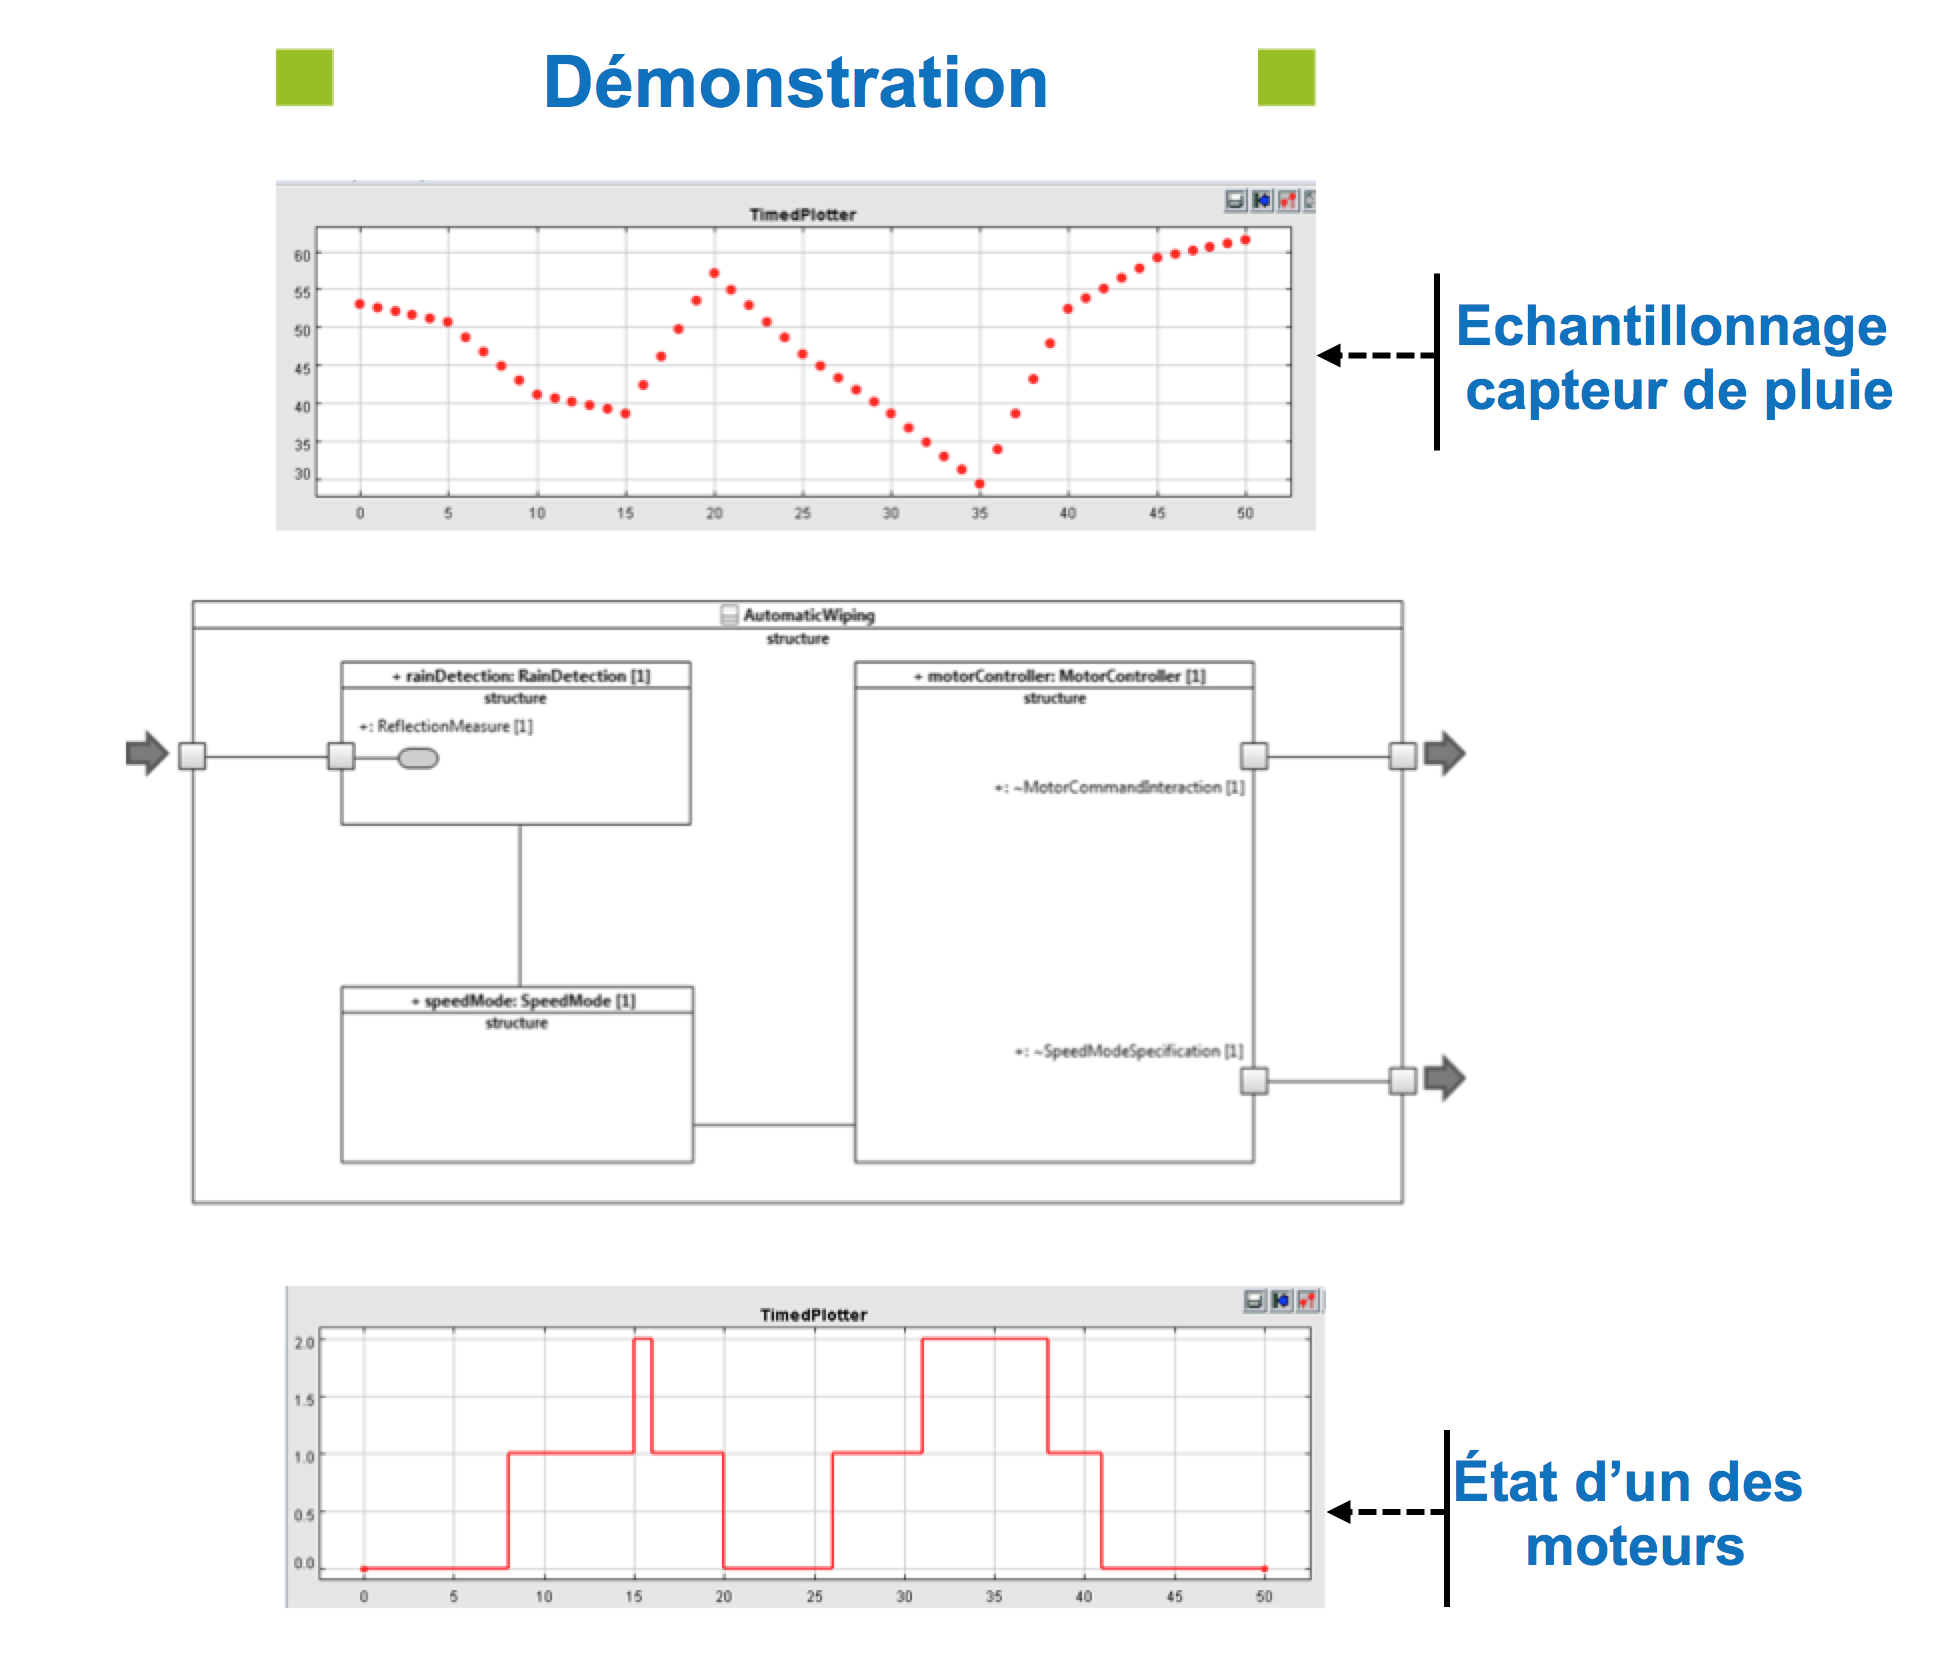 Démonstration
TimedPlotter
60
55
50
45
40
35
30
0 5 10 15 20 25 30 35 40 45 50
Echantillonnage
capteur de pluie
AutomaticWiping
structure
+ rainDetection: RainDetection [1]
structure
+: ReflectionMeasure [1]
+ motorController: MotorController [1]
structure
+: ~MotorCommandInteraction [1]
+ speedMode: SpeedMode [1]
structure
+: ~SpeedModeSpecification [1]
TimedPlotter
2.0
1.5
1.0
0.5
0.0
0 5 10 15 20 25 30 35 40 45 50
État d’un des
moteurs